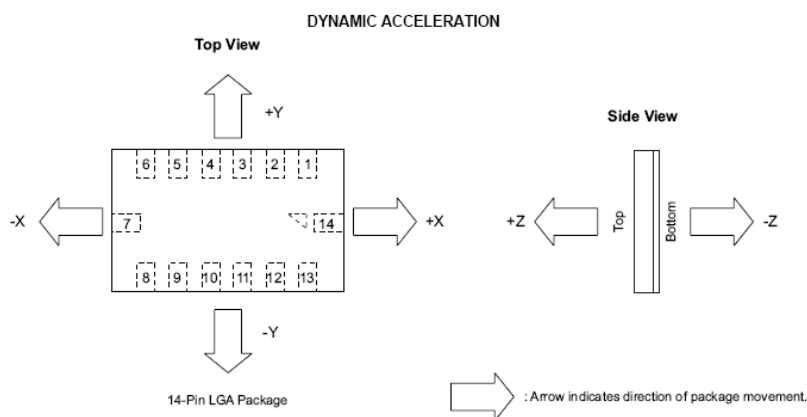 DYNAMIC ACCELERATION
Top View
+Y
Side View
6 5 4 3 2 1
-X 7 14 +X
+Z Top Bottom -Z
8 9 10 11 12 13
-Y
14-Pin LGA Package
: Arrow indicates direction of package movement.